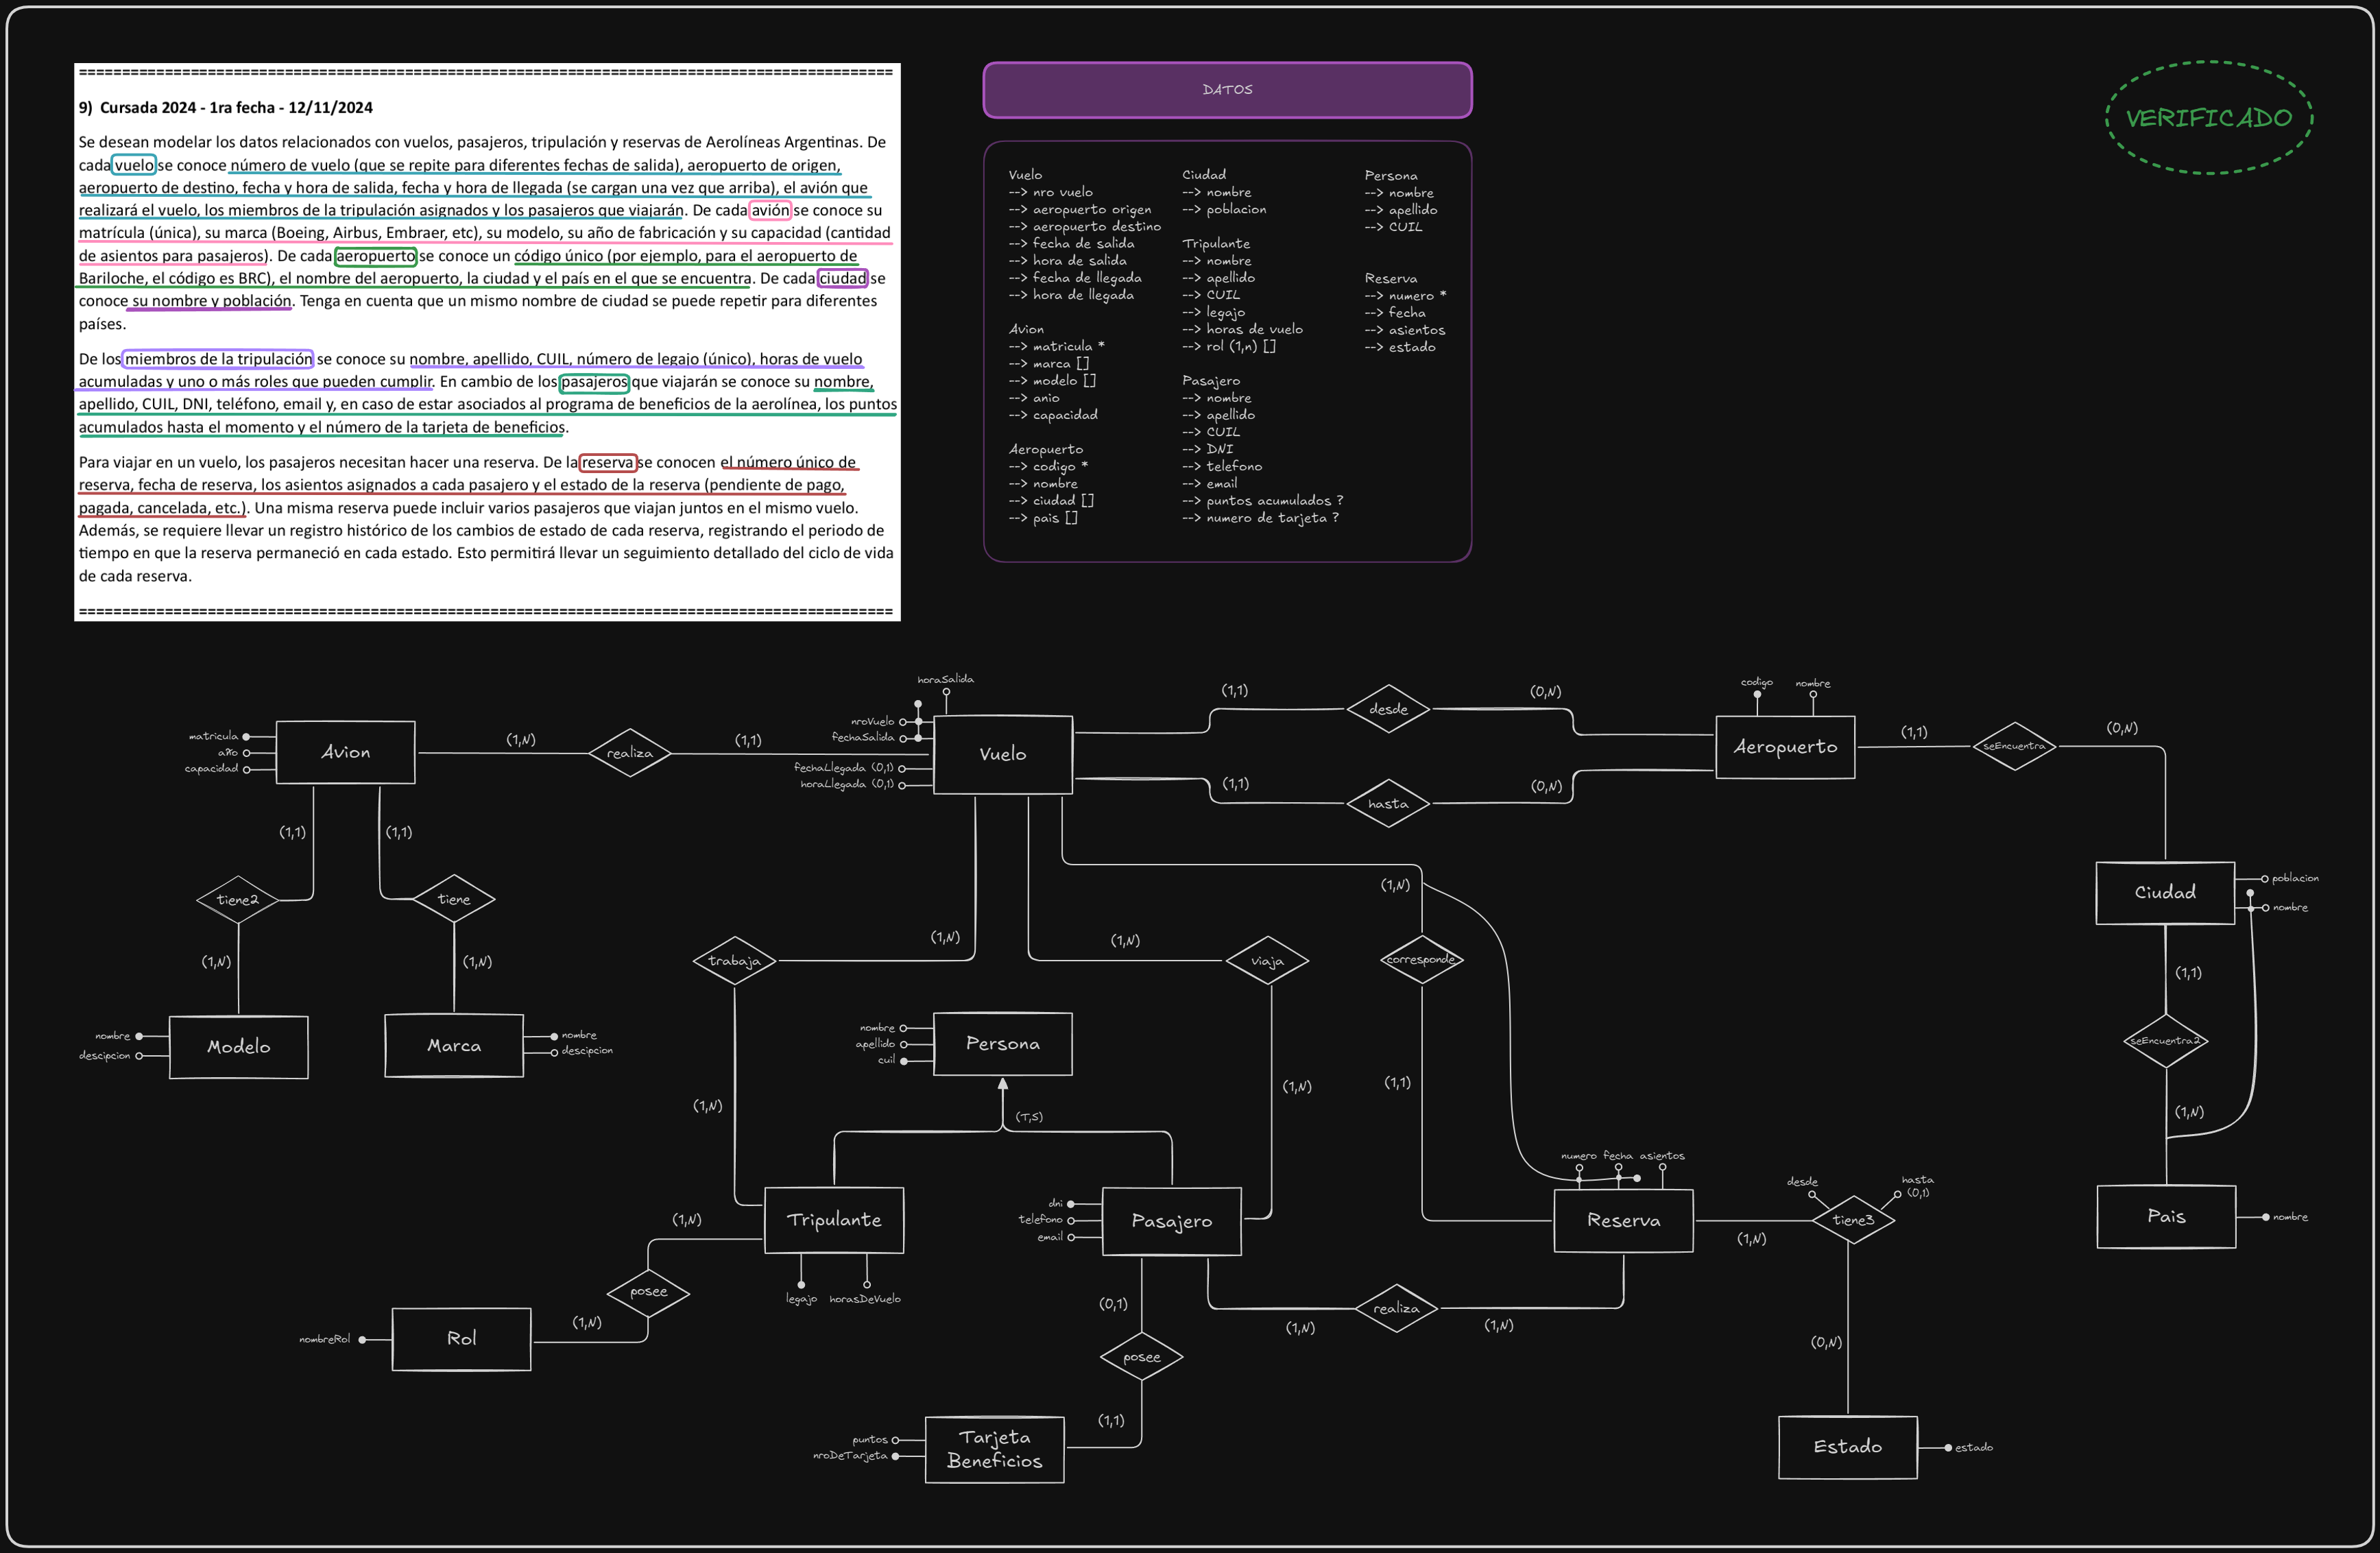 ================================================================================
9) Cursada 2024 - 1ra fecha - 12/11/2024
Se desean modelar los datos relacionados con vuelos, pasajeros, tripulación y reservas de Aerolíneas Argentinas. De
cada vuelo se conoce número de vuelo (que se repite para diferentes fechas de salida), aeropuerto de origen,
aeropuerto de destino, fecha y hora de salida, fecha y hora de llegada (se cargan una vez que arriba), el avión que
realizará el vuelo, los miembros de la tripulación asignados y los pasajeros que viajarán. De cada avión se conoce su
matrícula (única), su marca (Boeing, Airbus, Embraer, etc), su modelo, su año de fabricación y su capacidad (cantidad
de asientos para pasajeros). De cada aeropuerto se conoce un código único (por ejemplo, para el aeropuerto de
Bariloche, el código es BRC), el nombre del aeropuerto, la ciudad y el país en el que se encuentra. De cada ciudad se
conoce su nombre y población. Tenga en cuenta que un mismo nombre de ciudad se puede repetir para diferentes
países.
De los miembros de la tripulación se conoce su nombre, apellido, CUIL, número de legajo (único), horas de vuelo
acumuladas y uno o más roles que pueden cumplir. En cambio de los pasajeros que viajarán se conoce su nombre,
apellido, CUIL, DNI, teléfono, email y, en caso de estar asociados al programa de beneficios de la aerolínea, los puntos
acumulados hasta el momento y el número de la tarjeta de beneficios.
Para viajar en un vuelo, los pasajeros necesitan hacer una reserva. De la reserva se conocen el número único de
reserva, fecha de reserva, los asientos asignados a cada pasajero y el estado de la reserva (pendiente de pago,
pagada, cancelada, etc.). Una misma reserva puede incluir varios pasajeros que viajan juntos en el mismo vuelo.
Además, se requiere llevar un registro histórico de los cambios de estado de cada reserva, registrando el periodo de
tiempo en que la reserva permaneció en cada estado. Esto permitirá llevar un seguimiento detallado del ciclo de vida
de cada reserva.
================================================================================
DATOS
Vuelo
--> nro vuelo
--> aeropuerto origen
--> aeropuerto destino
--> fecha de salida
--> hora de salida
--> fecha de llegada
--> hora de llegada
Avion
--> matricula *
--> marca []
--> modelo []
--> anio
--> capacidad
Aeropuerto
--> codigo *
--> nombre
--> ciudad []
--> pais []
Ciudad
--> nombre
--> poblacion
Tripulante
--> nombre
--> apellido
--> CUIL
--> legajo
--> horas de vuelo
--> rol (1,n) []
Pasajero
--> nombre
--> apellido
--> CUIL
--> DNI
--> telefono
--> email
--> puntos acumulados ?
--> numero de tarjeta ?
Persona
--> nombre
--> apellido
--> CUIL
Reserva
--> numero *
--> fecha
--> asientos
--> estado
VERIFICADO
matricula
año
capacidad
Avion
(1,N)
realiza
(1,1)
horaSalida
nroVuelo
fechaSalida
fechaLlegada (0,1)
horaLlegada (0,1)
Vuelo
(1,1)
desde
(0,N)
(1,1)
hasta
(0,N)
codigo
nombre
Aeropuerto
(1,1)
seEncuentra
(0,N)
(1,1)
(1,1)
tiene2
tiene
(1,N)
(1,N)
nombre
descipcion
Modelo
Marca
nombre
descipcion
trabaja
(1,N)
(1,N)
viaja
(1,N)
corresponde
Ciudad
poblacion
nombre
(1,1)
seEncuentra2
(1,N)
Pais
nombre
nombre
apellido
cuil
Persona
(T,S)
(1,N)
(1,N)
(1,1)
Tripulante
legajo
horasDeVuelo
(1,N)
posee
(1,N)
nombreRol
Rol
dni
telefono
email
Pasajero
(0,1)
posee
(1,1)
puntos
nroDeTarjeta
Tarjeta
Beneficios
(1,N)
realiza
(1,N)
numero fecha asientos
Reserva
(1,N)
desde
hasta
(0,1)
tiene3
(0,N)
Estado
estado